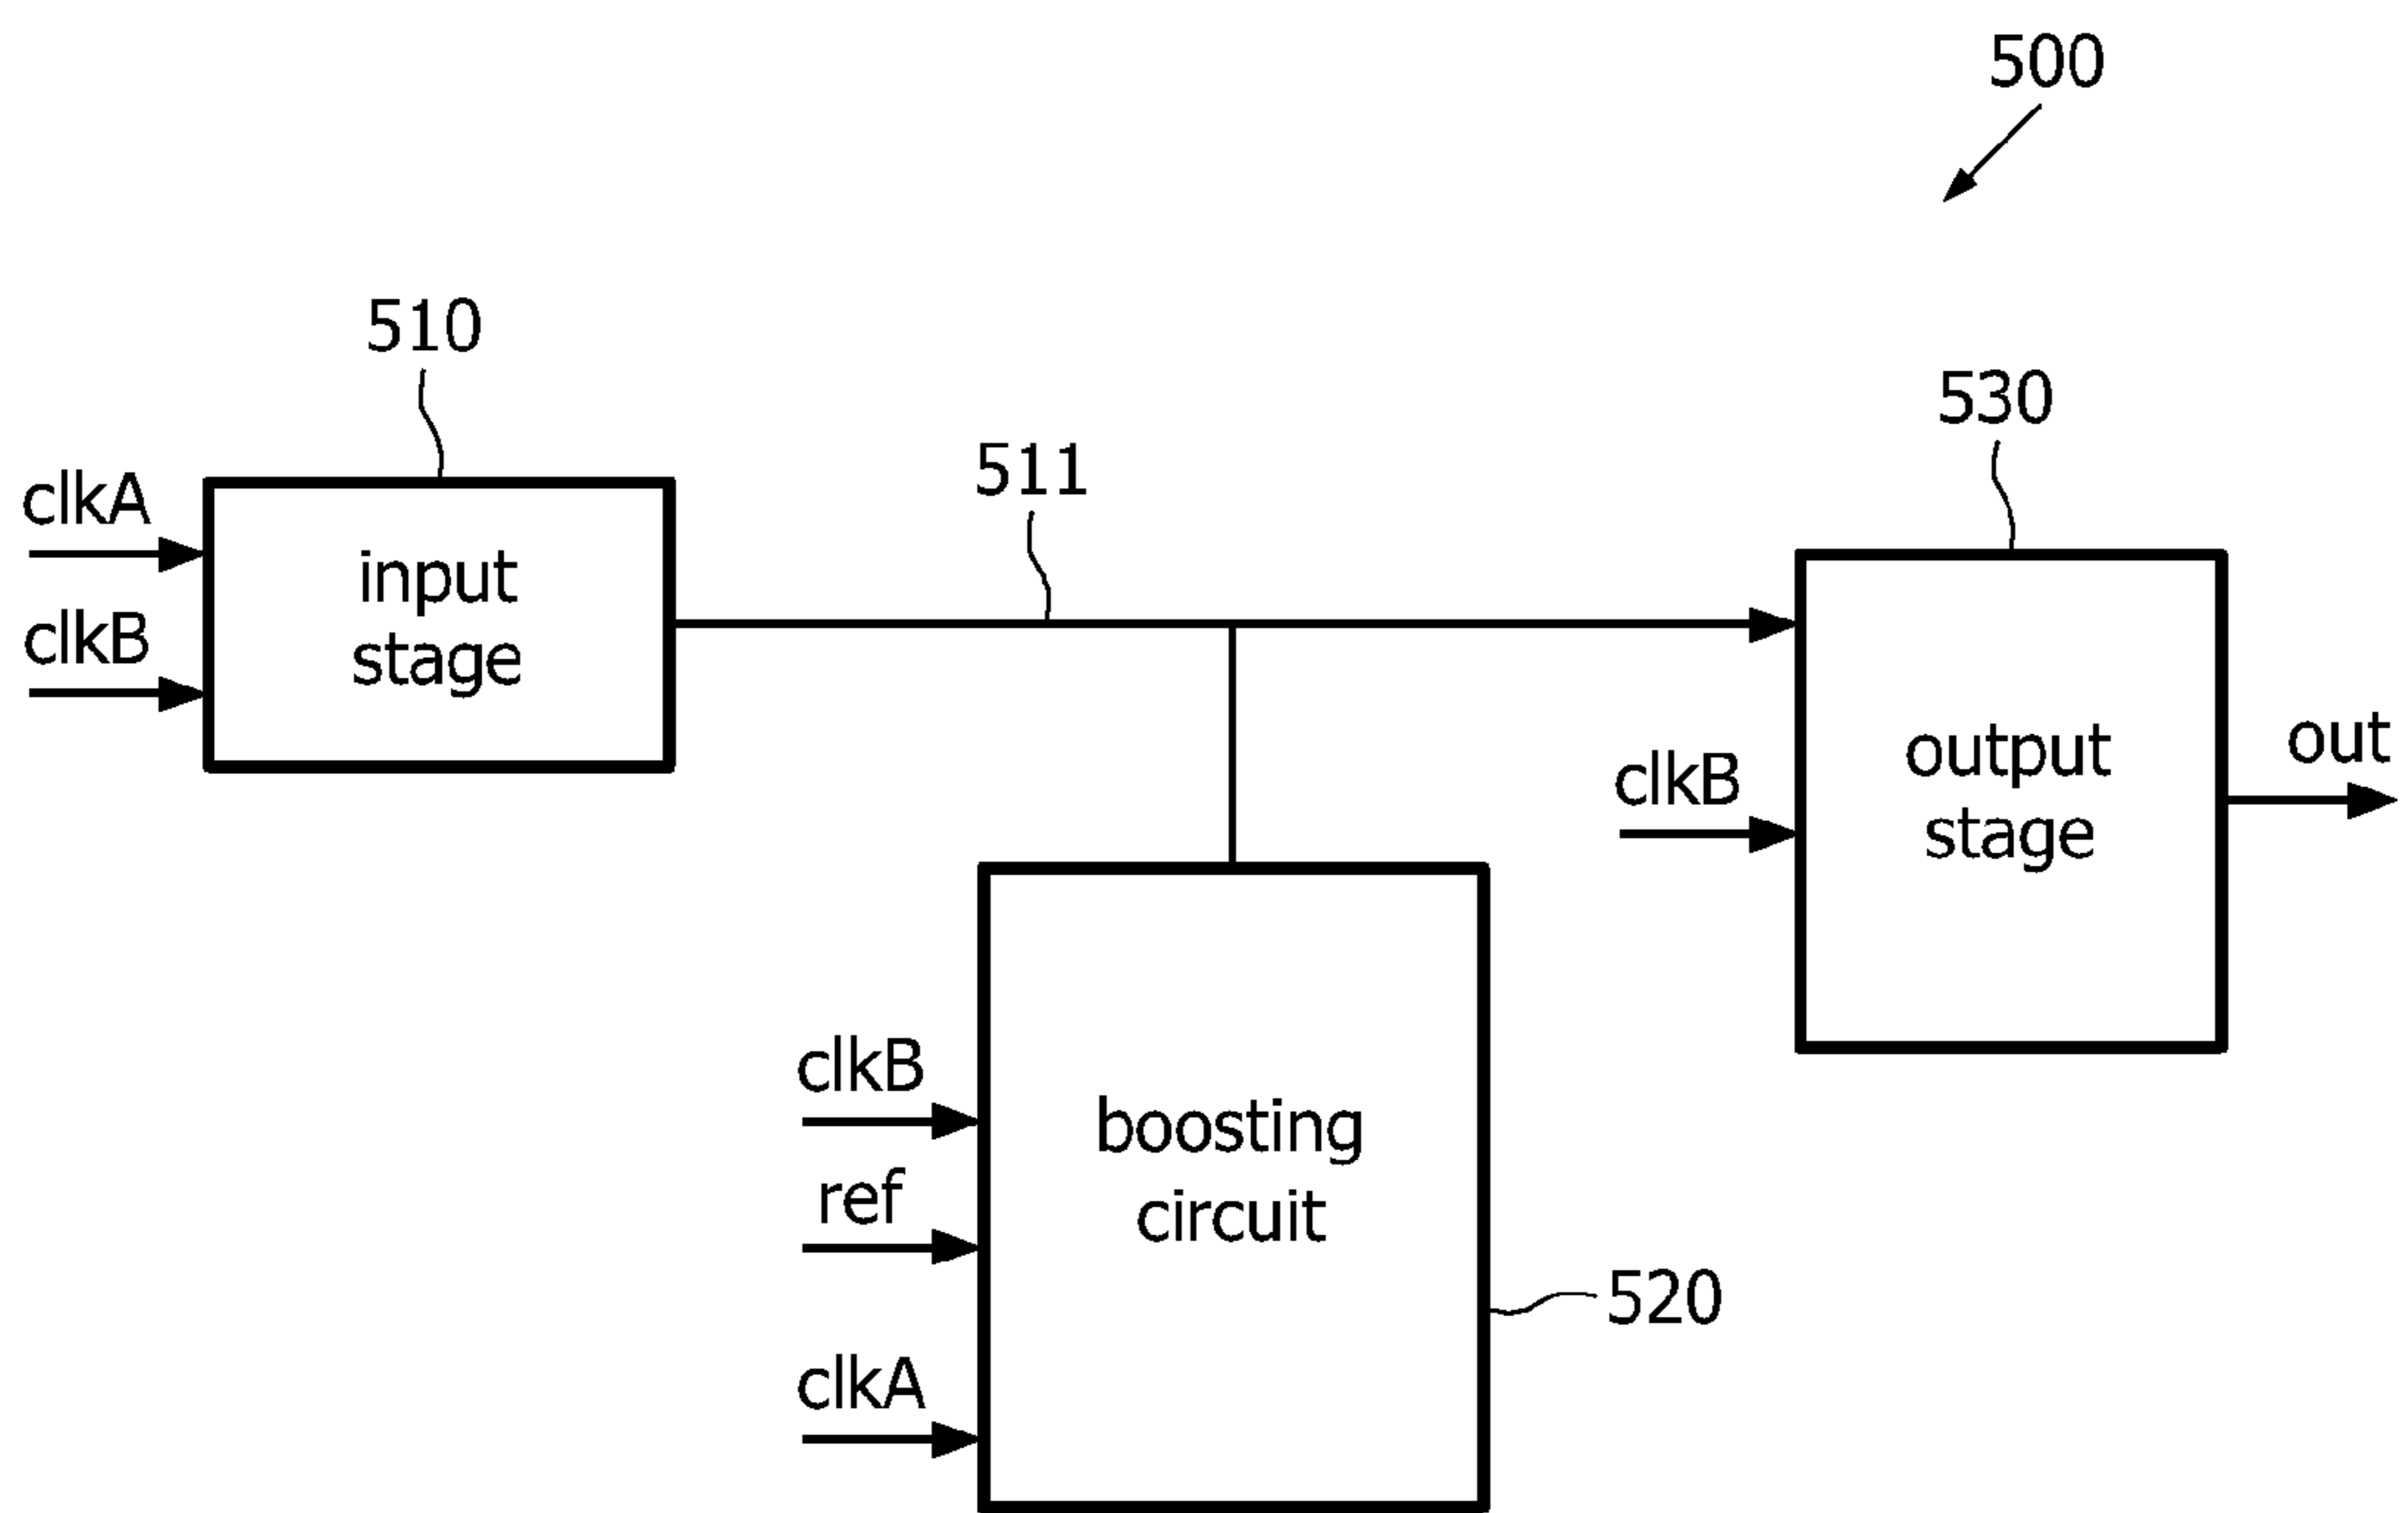 500
510
530
511
clkA
clkB
input
stage
clkB
output
stage
out
clkB
ref
clkA
boosting
circuit
520